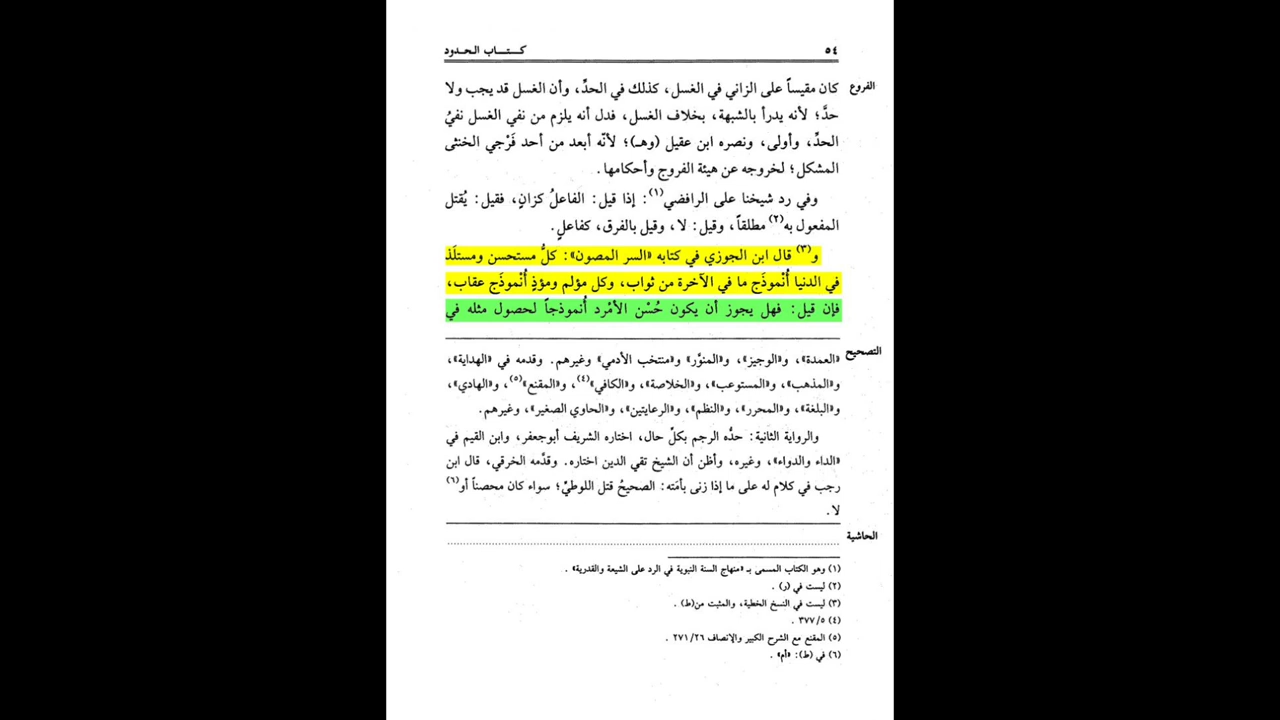 ٥٤ كـتـــاب الـحـدود
الفروع
كان مقيساً على الزاني في الغسل، كذلك في الحدِّ، وأن الغسل قد يجب ولا
حدَّ؛ لأنه يدرأ بالشبهة، بخلاف الغسل، فدل أنه يلزم من نفي الغسل نفيُ
الحدِّ، وأولى، ونصره ابن عقيل (وهـ)؛ لأنّه أبعد من أحد فَرْجي الخنثى
المشكل؛ لخروجه عن هيئة الفروج وأحكامها.
وفي رد شيخنا على الرافضي(١): إذا قيل: الفاعلُ كزانٍ، فقيل: يُقتل
المفعول به(٢) مطلقاً، وقيل: لا، وقيل بالفرق، كفاعلٍ.
و(٣) قال ابن الجوزي في كتابه «السر المصون»: كلُّ مستحسن ومستلَذ
في الدنيا أُنْموذَج ما في الآخرة من ثواب، وكل مؤلم ومؤذٍ أُنْموذَج عقاب،
فإن قيل: فهل يجوز أن يكون حُسْن الأمْرد أُنموذجاً لحصول مثله في
التصحيح
«العمدة»، و«الوجيز»، و«المنوّر» و«منتخب الأدمي» وغيرهم. وقدمه في «الهداية»،
و«المذهب»، و«المستوعب»، و«الخلاصة»، و«الكافي»(٤)، و«المقنع»(٥)، و«الهادي»،
و«البلغة»، و«المحرر»، و«النظم»، و«الرعايتين»، و«الحاوي الصغير»، وغيرهم.
والرواية الثانية: حدُّه الرجم بكلِّ حال، اختاره الشريف أبوجعفر، وابن القيم في
«الداء والدواء»، وغيره، وأظن أن الشيخ تقي الدين اختاره. وقدَّمه الخرقي، قال ابن
رجب في كلام له على ما إذا زنى بأمَته: الصحيحُ قتل اللوطيِّ؛ سواء كان محصناً أو(٦)
لا.
الحاشية
(١) وهو الكتاب المسمى بـ «منهاج السنة النبوية في الرد على الشيعة والقدرية».
(٢) ليست في (ر).
(٣) ليست في النسخ الخطية، والمثبت من(ط).
(٤) ٣٧٧/٥.
(٥) المقنع مع الشرح الكبير والإنصاف ٢٧١/٢٦.
(٦) في (ط): «أم».